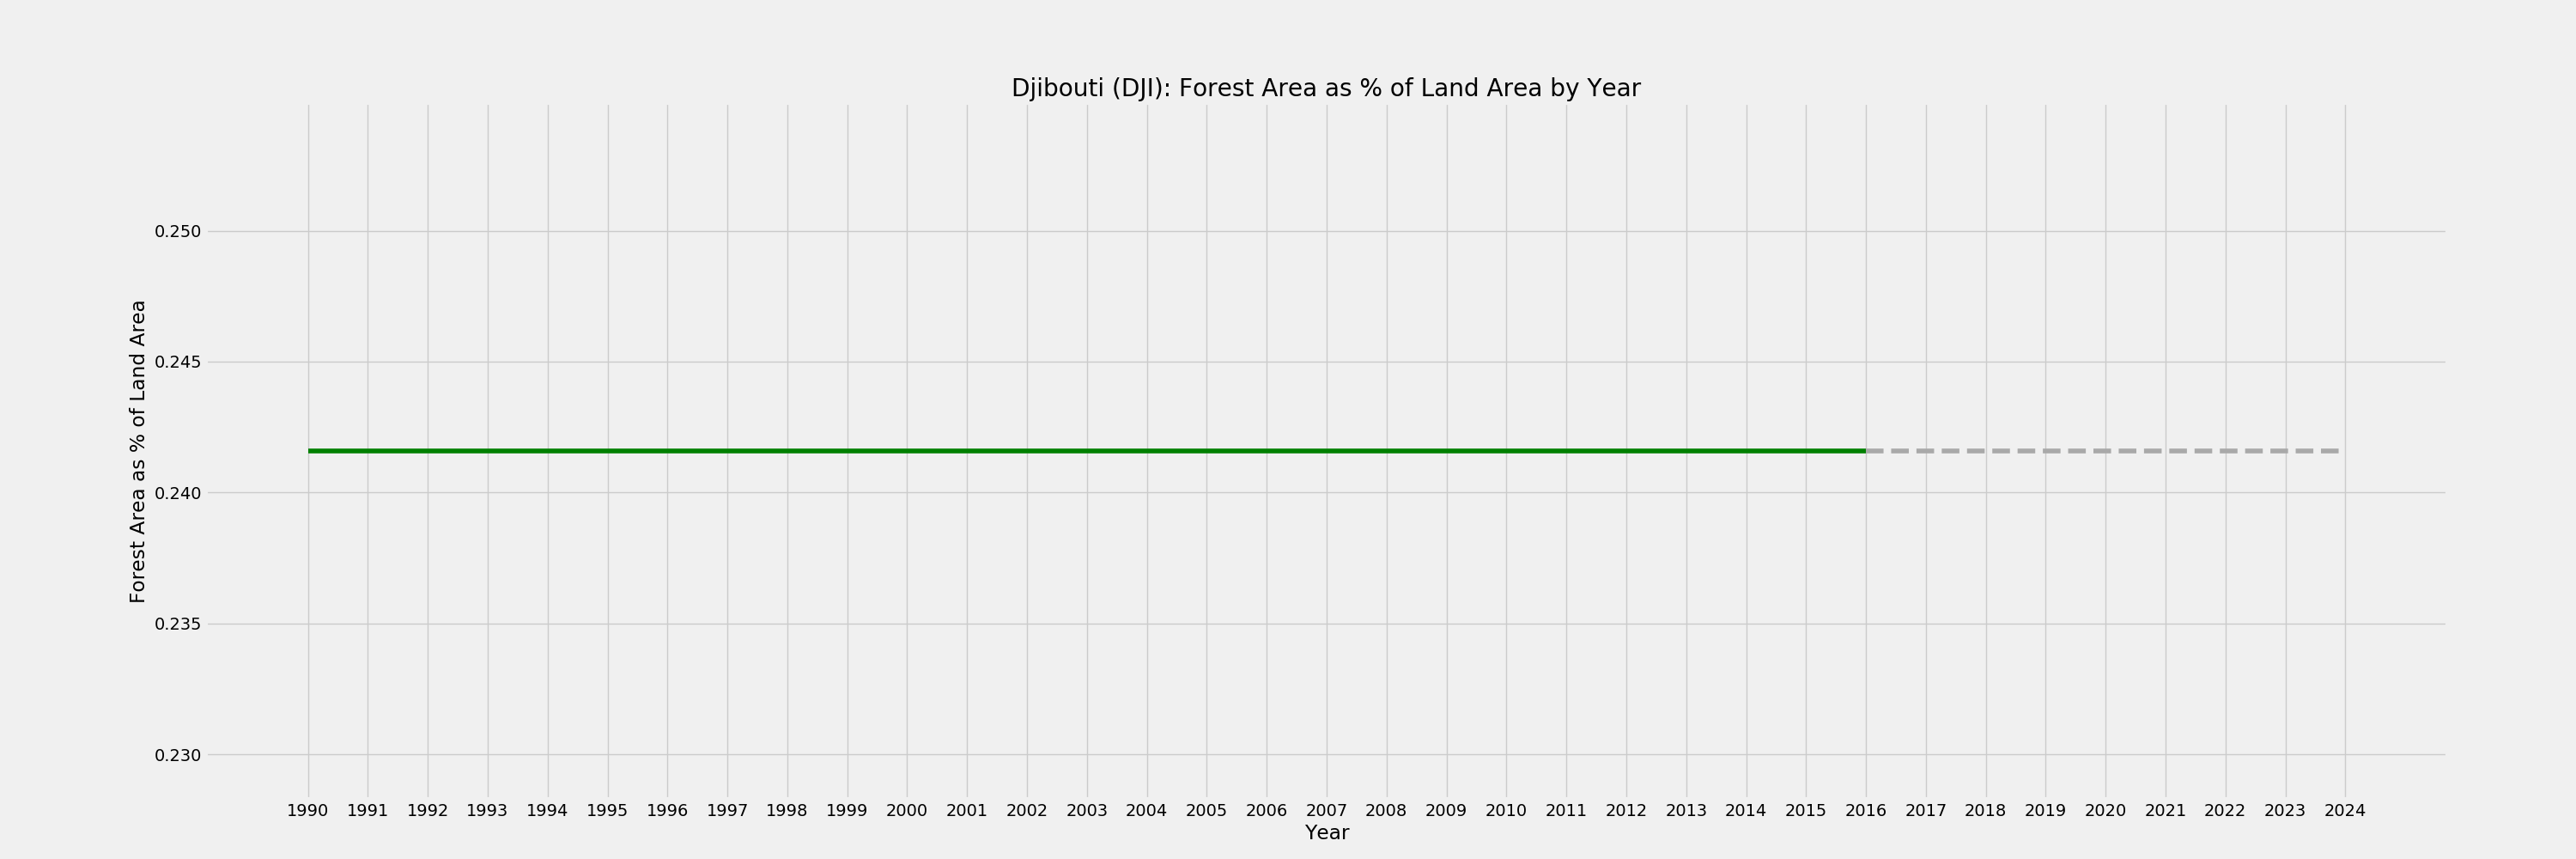 Djibouti (DJI): Forest Area as % of Land Area by Year
Forest Area as % of Land Area
0.250
0.245
0.240
0.235
0.230
1990 1991 1992 1993 1994 1995 1996 1997 1998 1999 2000 2001 2002 2003 2004 2005 2006 2007 2008 2009 2010 2011 2012 2013 2014 2015 2016 2017 2018 2019 2020 2021 2022 2023 2024
Year